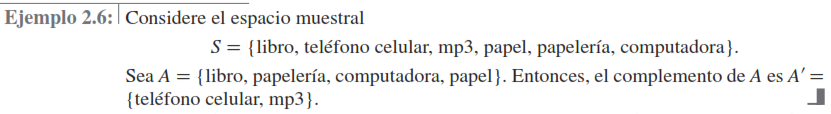 Ejemplo 2.6: Considere el espacio muestral
S = {libro, teléfono celular, mp3, papel, papelería, computadora}.
Sea A = {libro, papelería, computadora, papel}. Entonces, el complemento de A es A′ =
{teléfono celular, mp3}.